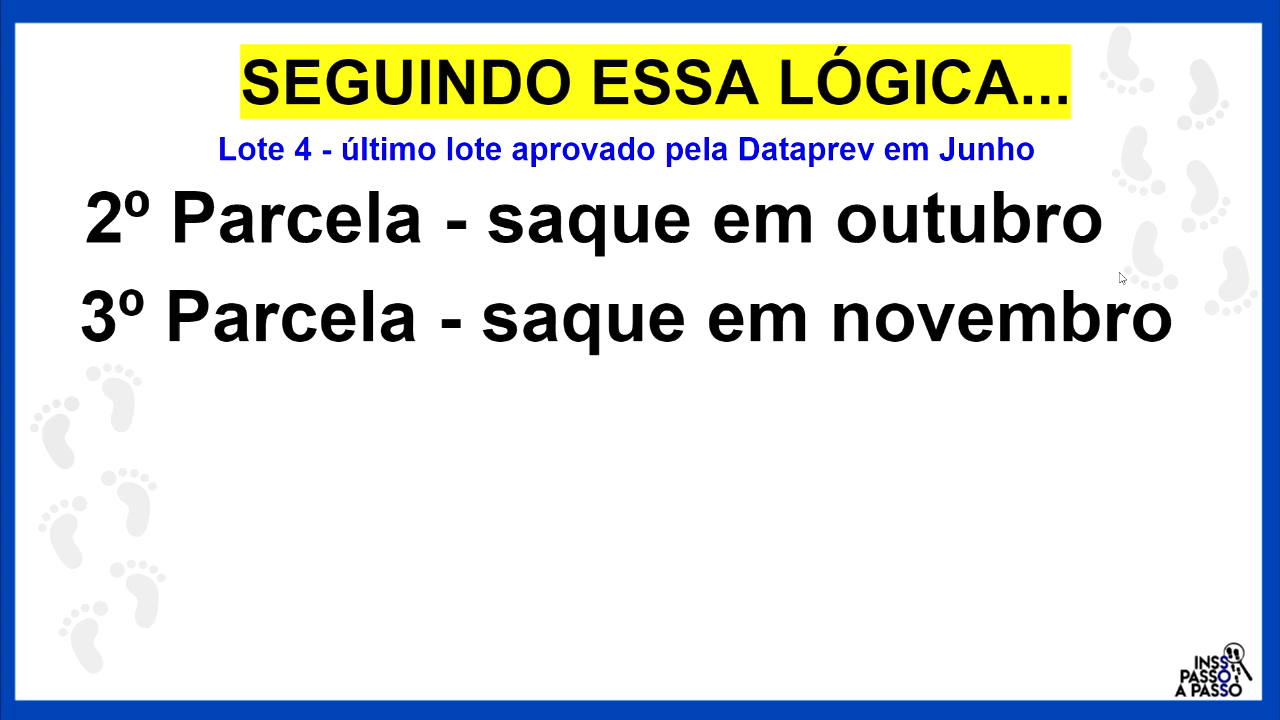 SEGUINDO ESSA LÓGICA...
Lote 4 - último lote aprovado pela Dataprev em Junho
2º Parcela - saque em outubro
3º Parcela - saque em novembro
INSS
PASSO
A PASSO